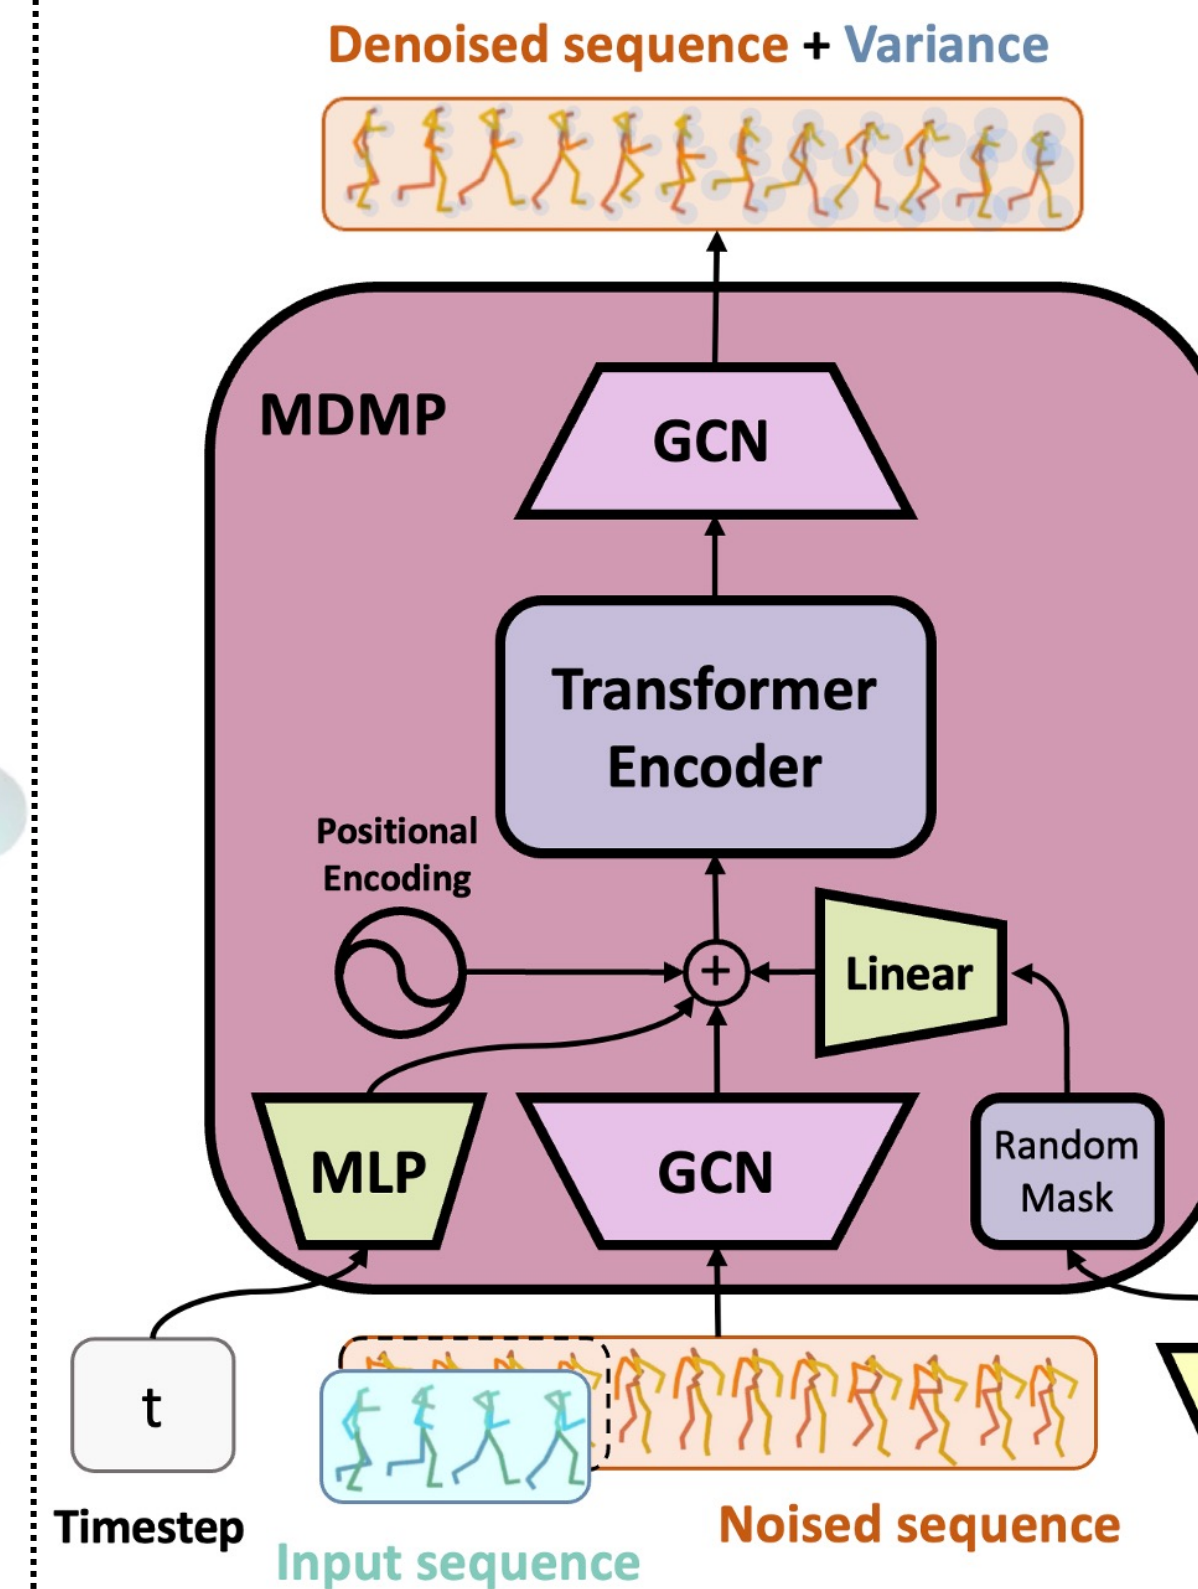 Denoised sequence + Variance
MDMP
GCN
Transformer
Encoder
Positional
Encoding
+
Linear
MLP
GCN
Random
Mask
t
Timestep
Noised sequence
Input sequence